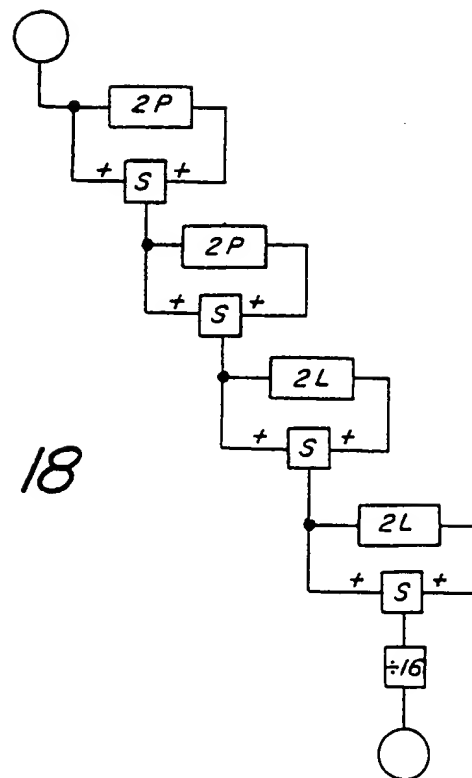 2P
+ S +
2P
+ S +
2L
+ S +
18
2L
+ S +
÷16